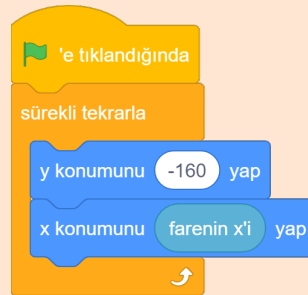 'e tıklandığında
sürekli tekrarla
y konumunu -160 yap
x konumunu farenin x'i yap